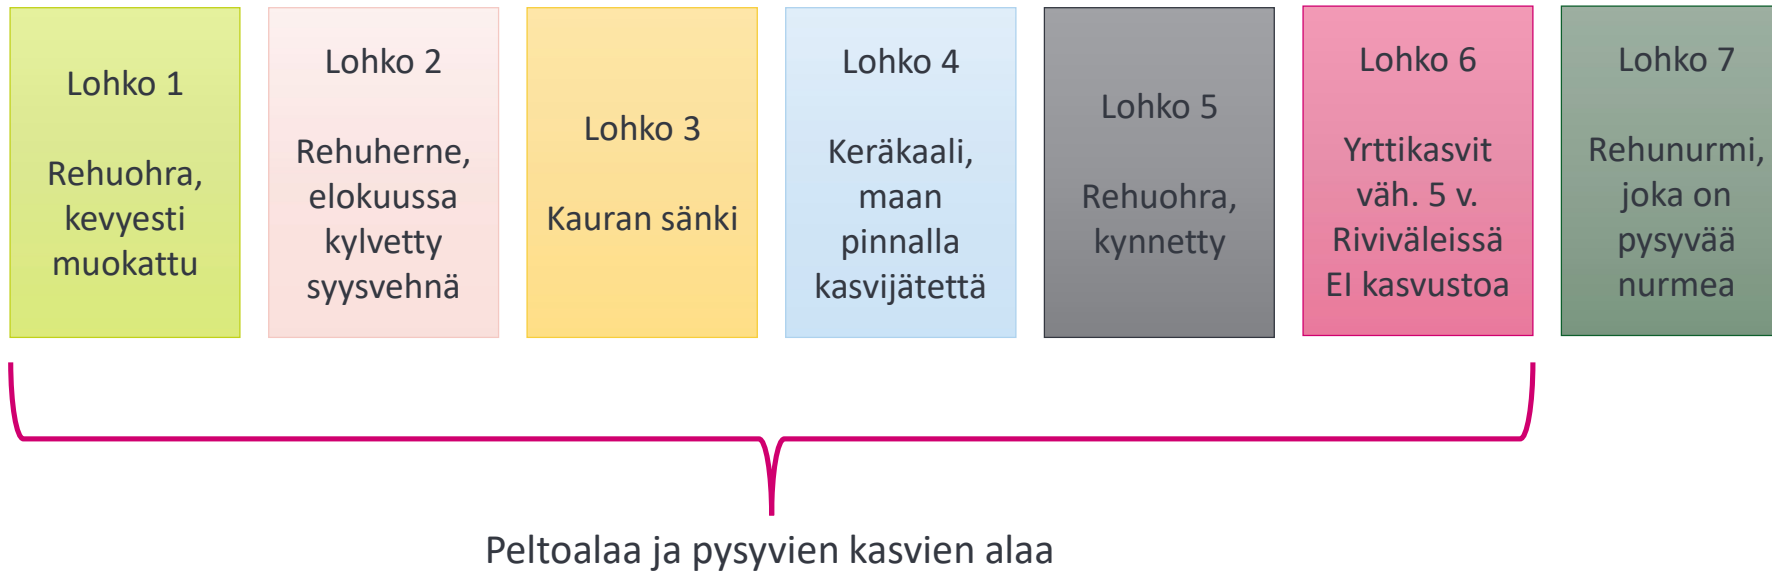 Lohko 1
Rehuohra,
kevyesti
muokattu
Lohko 2
Rehuherne,
elokuussa
kylvetty
syysvehnä
Lohko 3
Kauran sänki
Lohko 4
Keräkaali,
maan
pinnalla
kasvijätettä
Lohko 5
Rehuohra,
kynnetty
Lohko 6
Yrttikasvit
väh. 5 v.
Riviväleissä
EI kasvustoa
Lohko 7
Rehunurmi,
joka on
pysyvää
nurmea
Peltoalaa ja pysyvien kasvien alaa